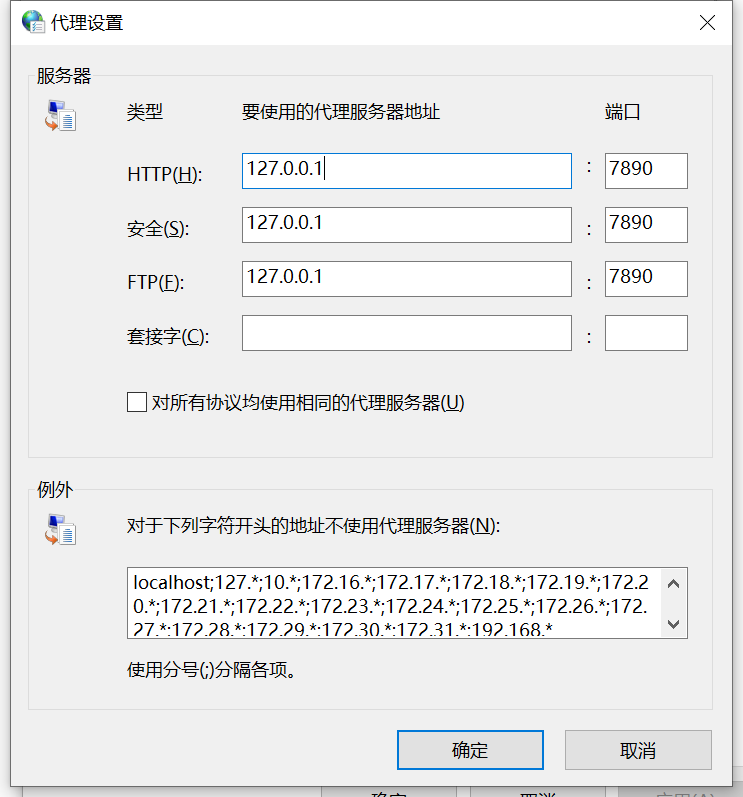 代理设置
服务器
类型 要使用的代理服务器地址 端口
HTTP(H): 127.0.0.1 : 7890
安全(S): 127.0.0.1 : 7890
FTP(F): 127.0.0.1 : 7890
套接字(C): :
对所有协议均使用相同的代理服务器(U)
例外
对于下列字符开头的地址不使用代理服务器(N):
localhost;127.*;10.*;172.16.*;172.17.*;172.18.*;172.19.*;172.2
0.*;172.21.*;172.22.*;172.23.*;172.24.*;172.25.*;172.26.*;172.
27.*;172.28.*;172.29.*;172.30.*;172.31.*;192.168.*
使用分号(;)分隔各项。
确定 取消